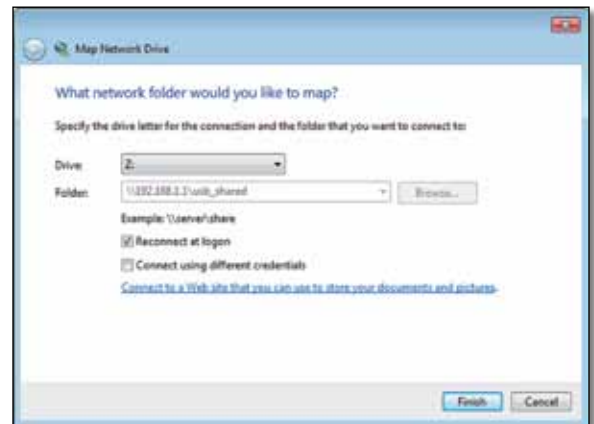 Map Network Drive
What network folder would you like to map?
Specify the drive letter for the connection and the folder that you want to connect to:
Drive: Z:
Folder: \\192.168.1.1\usb_shared Browse...
Example: \\server\share
Reconnect at logon
Connect using different credentials
Connect to a Web site that you can use to store your documents and pictures.
Finish Cancel